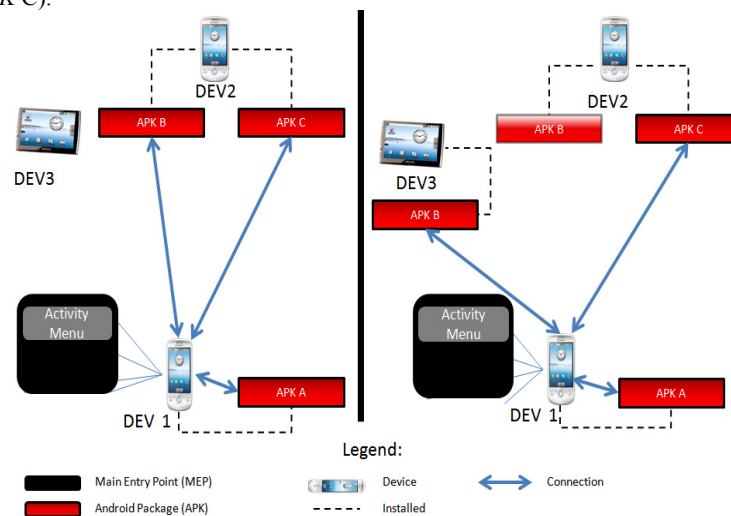 K C).
DEV2
APK B
APK C
DEV3
Activity
Menu
APK A
DEV 1
DEV2
APK B
APK C
DEV3
APK B
Activity
Menu
APK A
DEV 1
Legend:
Main Entry Point (MEP)
Device
Connection
Android Package (APK)
Installed